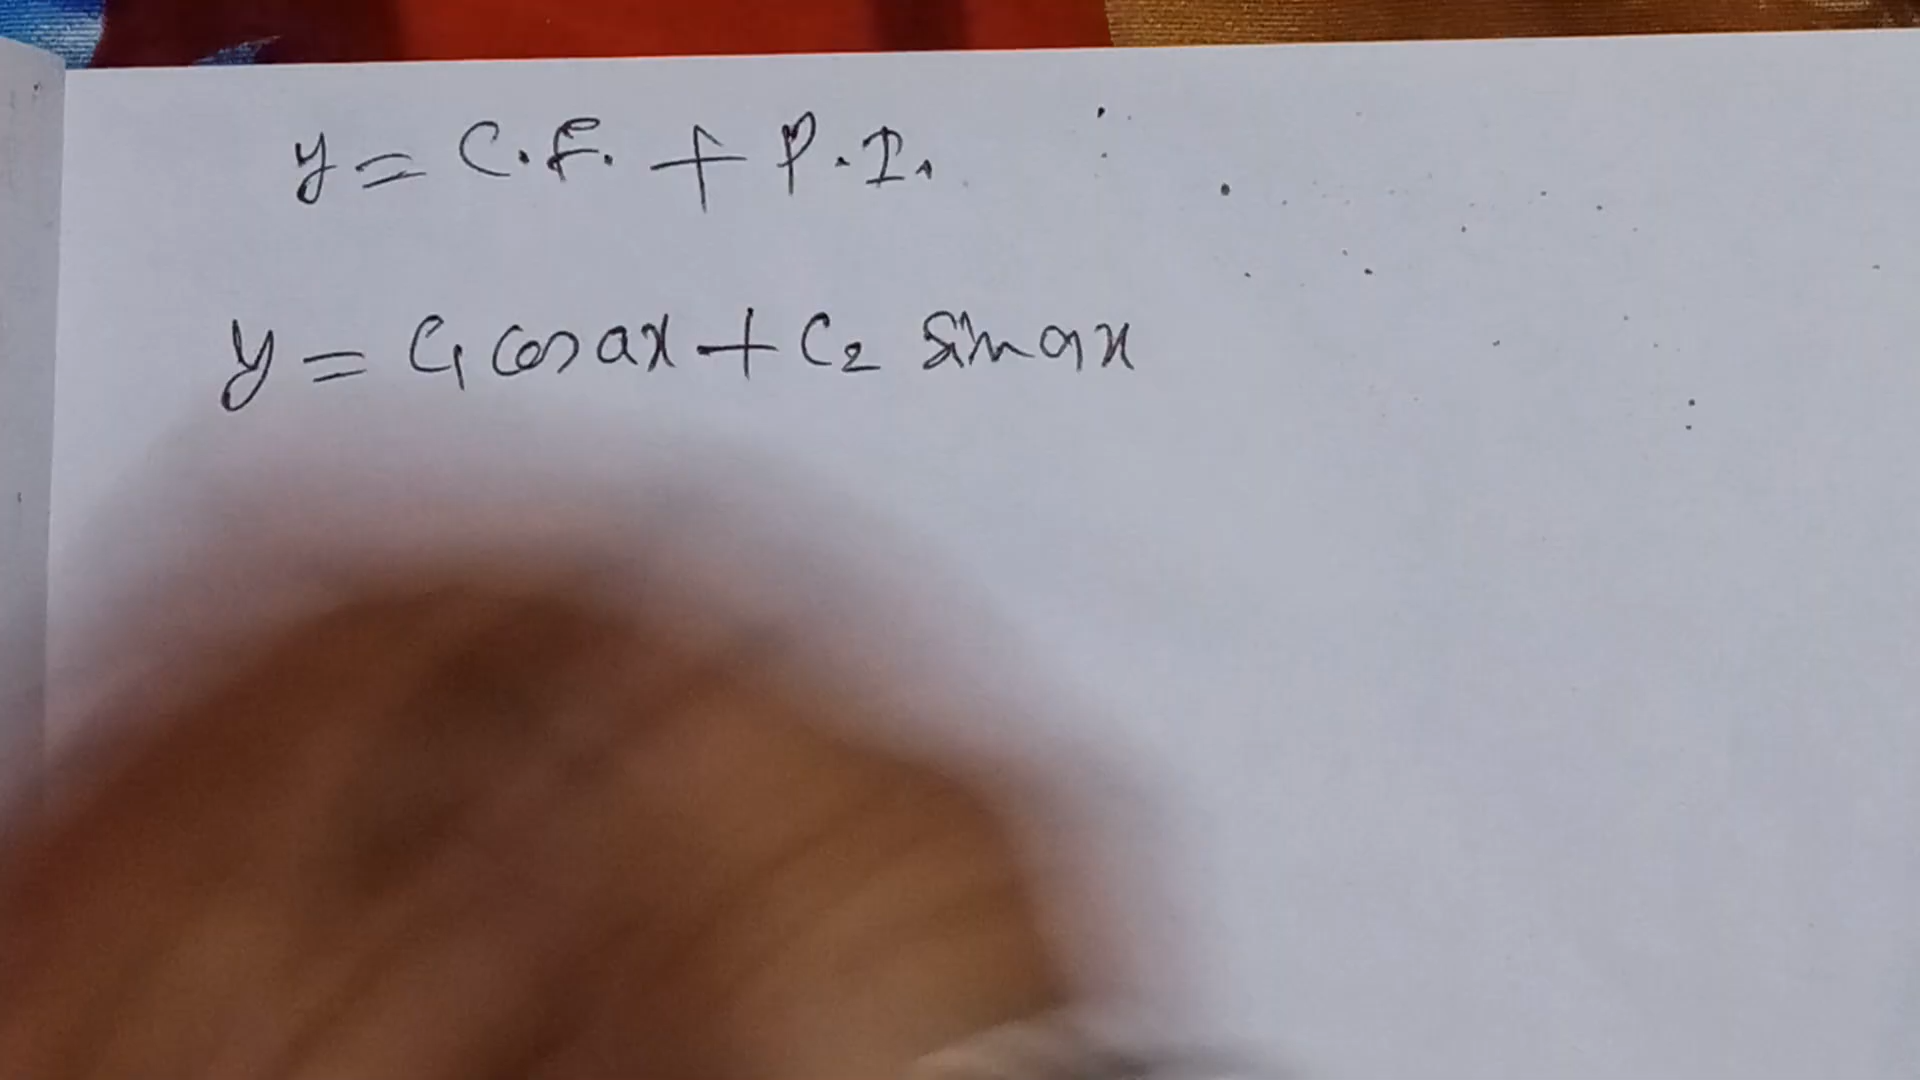 y = C.F. + P.I.
y = C₁ cos ax + C₂ sin ax